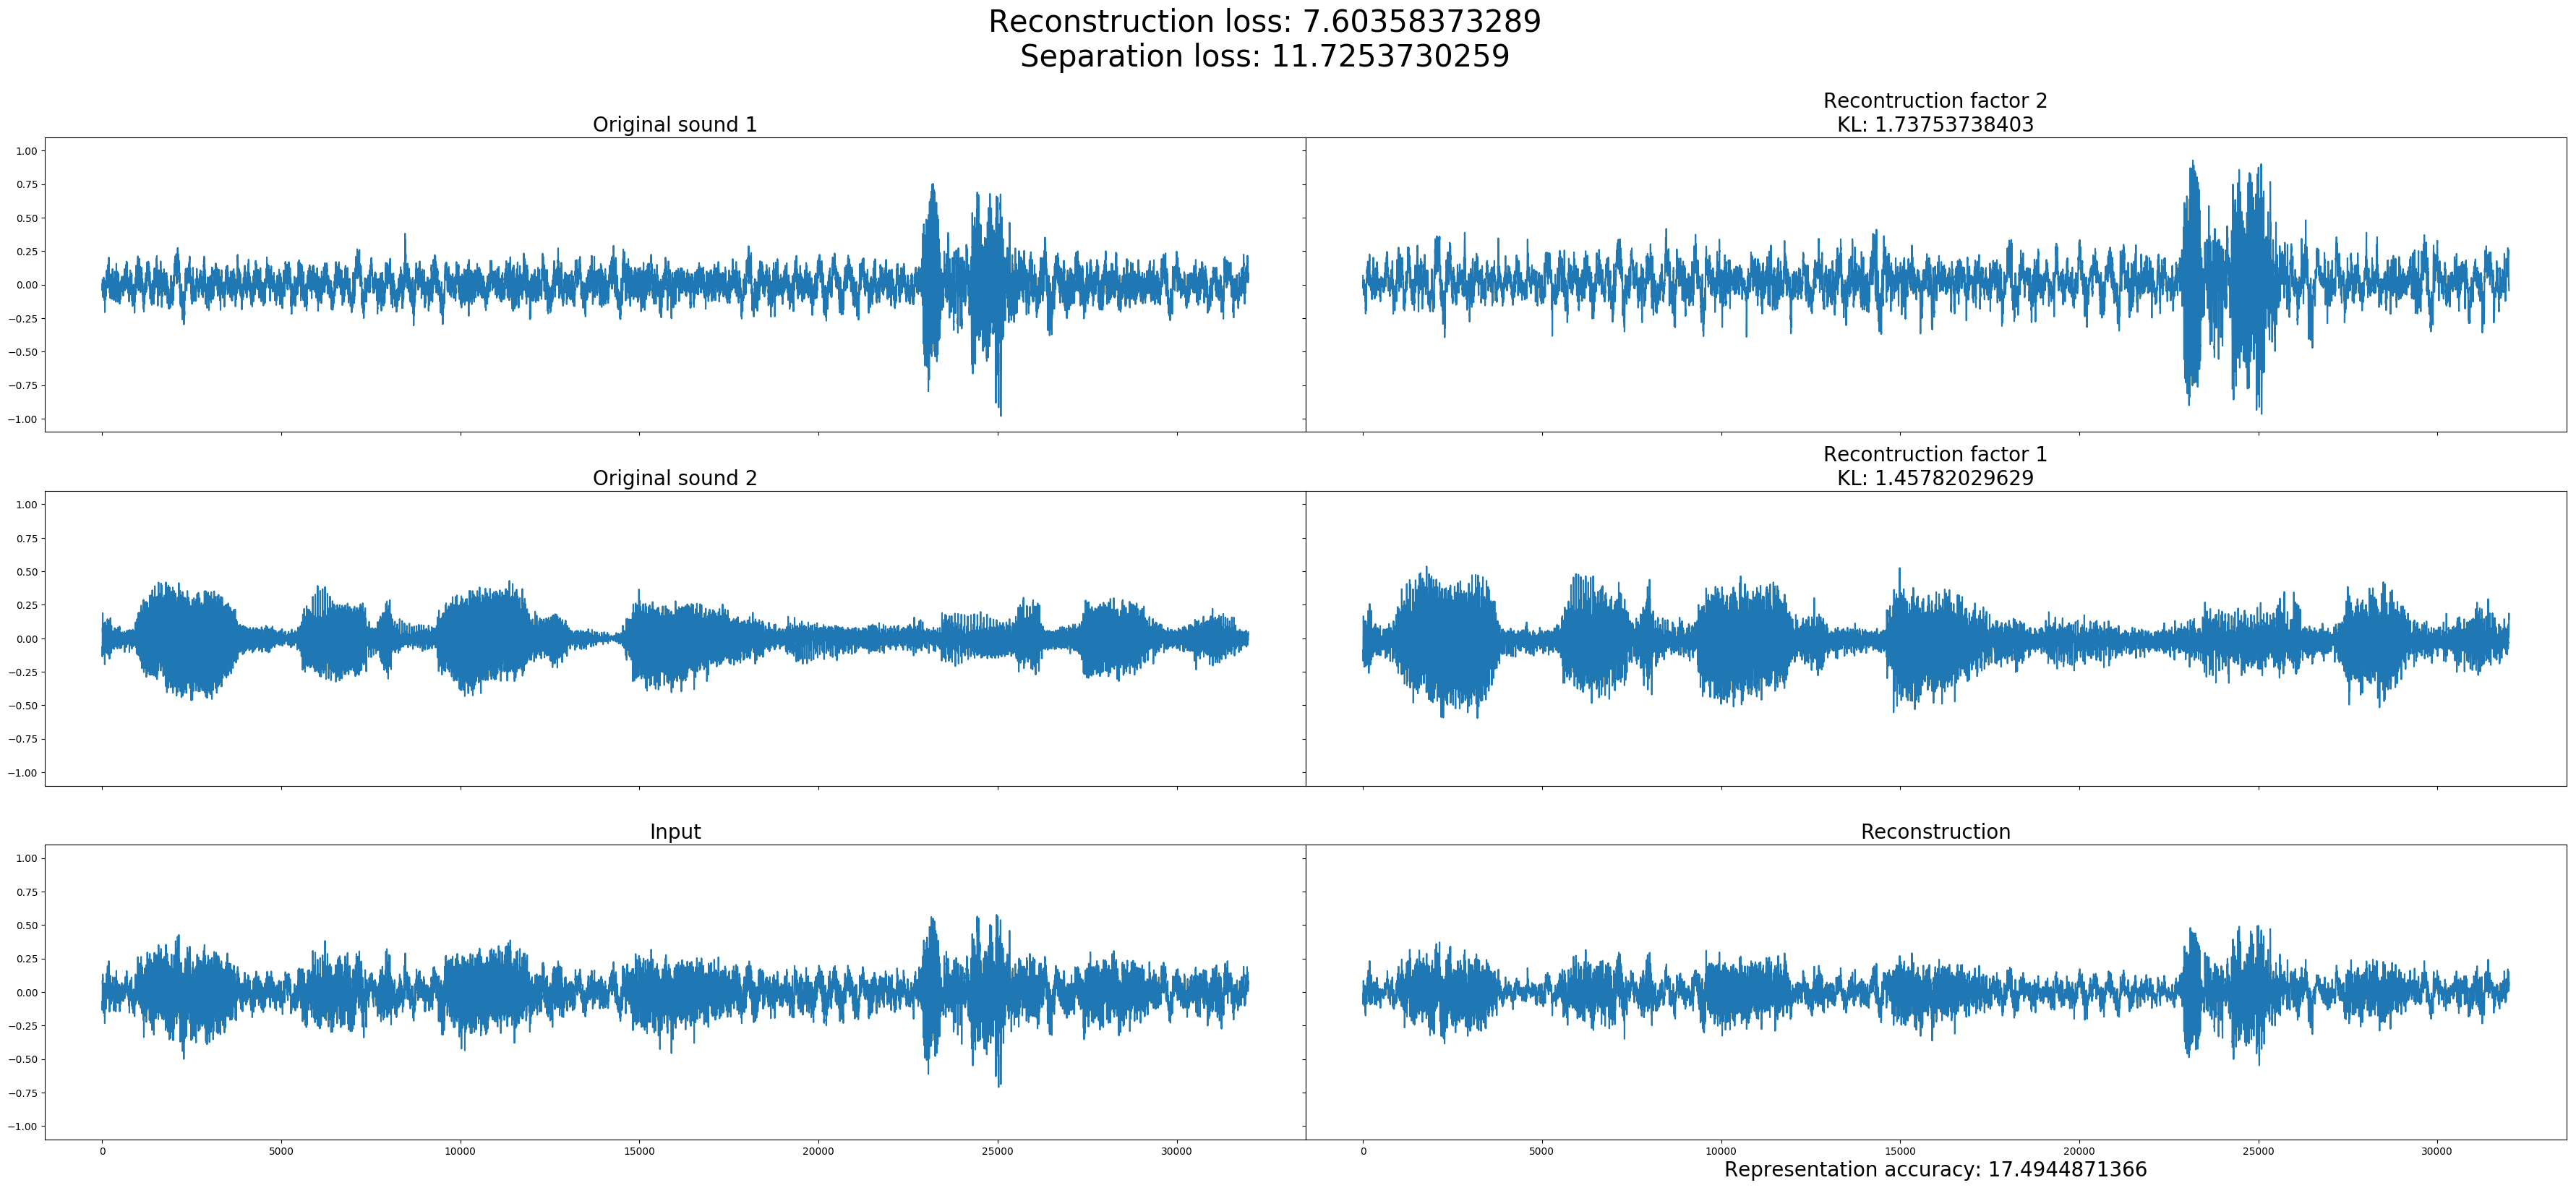 Reconstruction loss: 7.60358373289
Separation loss: 11.7253730259
Original sound 1
Recontruction factor 2
KL: 1.73753738403
1.00
0.75
0.50
0.25
0.00
−0.25
−0.50
−0.75
−1.00
Original sound 2
Recontruction factor 1
KL: 1.45782029629
1.00
0.75
0.50
0.25
0.00
−0.25
−0.50
−0.75
−1.00
Input
Reconstruction
1.00
0.75
0.50
0.25
0.00
−0.25
−0.50
−0.75
−1.00
0 5000 10000 15000 20000 25000 30000
0 5000 10000 15000 20000 25000 30000
Representation accuracy: 17.4944871366